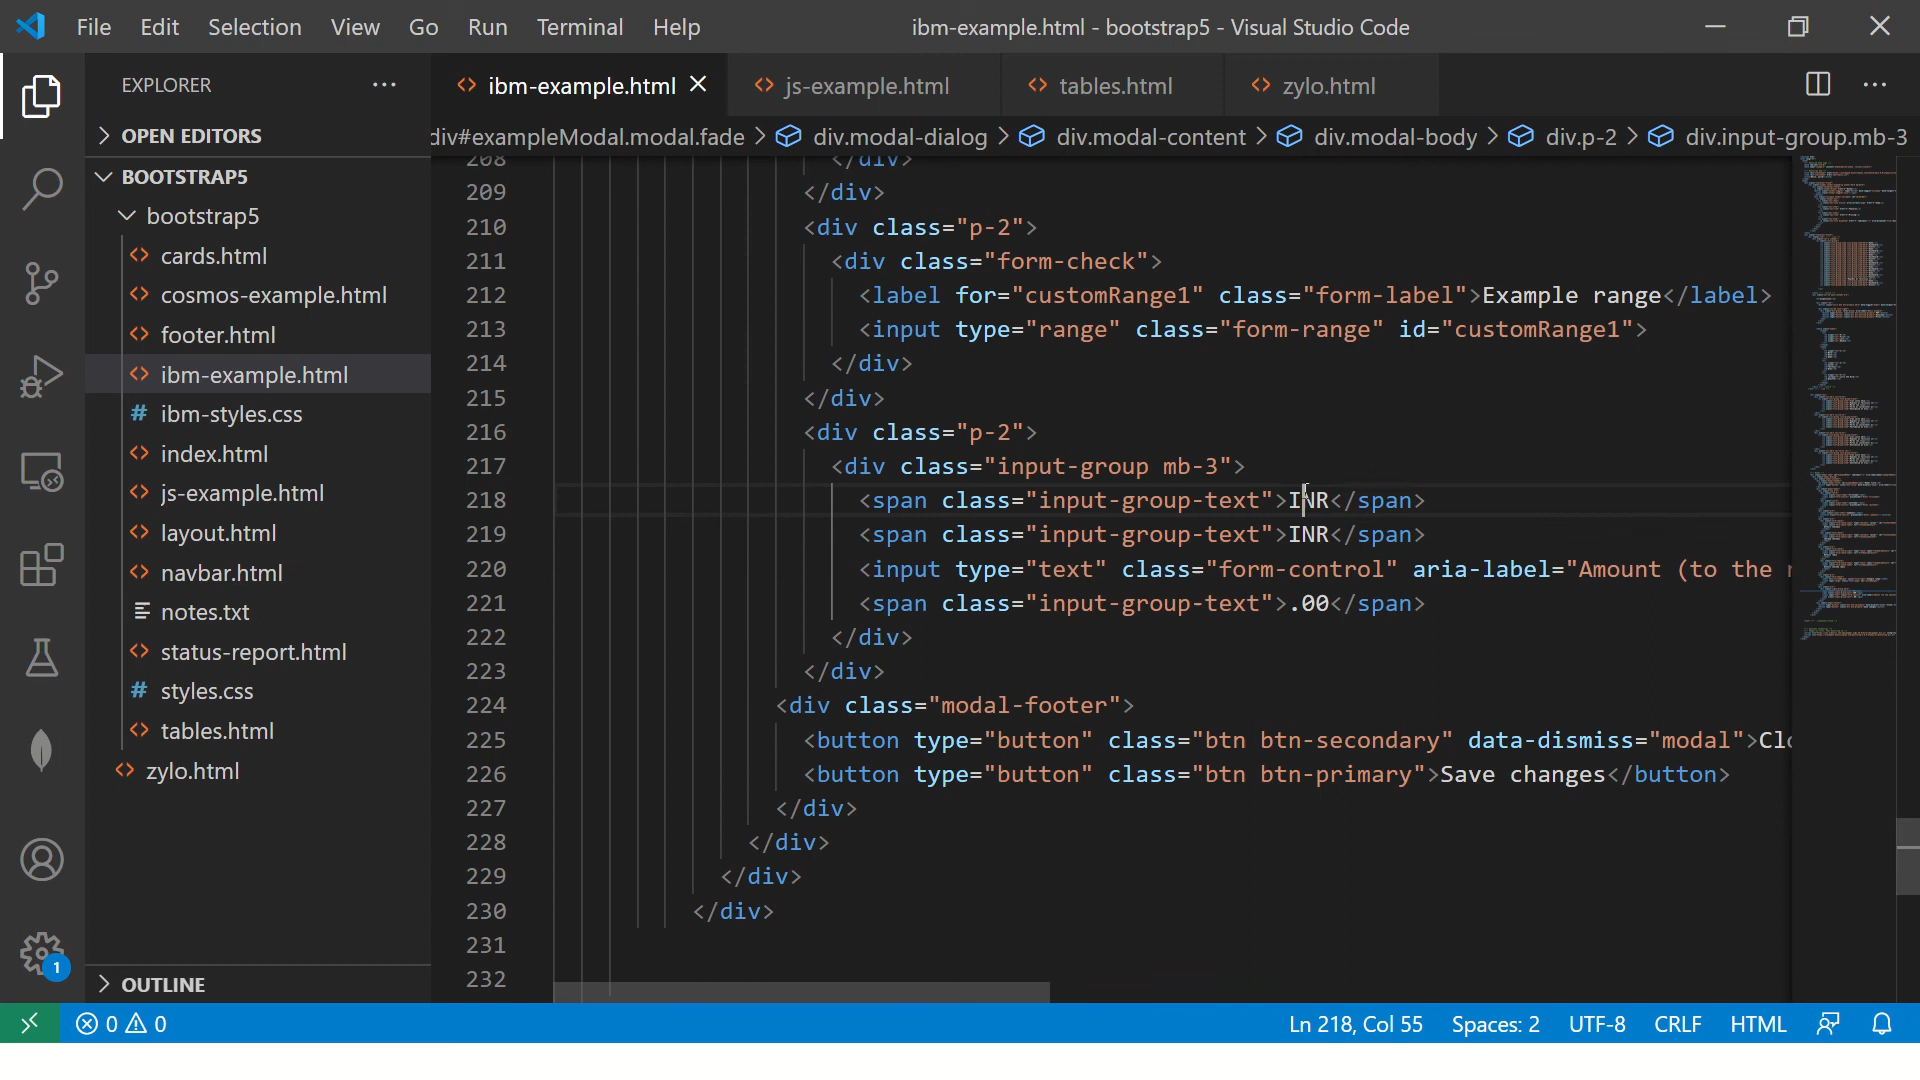 File Edit Selection View Go Run Terminal Help
ibm-example.html - bootstrap5 - Visual Studio Code
EXPLORER
ibm-example.html
js-example.html
tables.html
zylo.html
OPEN EDITORS
div#exampleModal.modal.fade > div.modal-dialog > div.modal-content > div.modal-body > div.p-2 > div.input-group.mb-3
BOOTSTRAP5
bootstrap5
cards.html
cosmos-example.html
footer.html
ibm-example.html
ibm-styles.css
index.html
js-example.html
layout.html
navbar.html
notes.txt
status-report.html
styles.css
tables.html
zylo.html
OUTLINE
208 </div>
209 </div>
210 <div class="p-2">
211 <div class="form-check">
212 <label for="customRange1" class="form-label">Example range</label>
213 <input type="range" class="form-range" id="customRange1">
214 </div>
215 </div>
216 <div class="p-2">
217 <div class="input-group mb-3">
218 <span class="input-group-text">INR</span>
219 <span class="input-group-text">INR</span>
220 <input type="text" class="form-control" aria-label="Amount (to the
221 <span class="input-group-text">.00</span>
222 </div>
223 </div>
224 <div class="modal-footer">
225 <button type="button" class="btn btn-secondary" data-dismiss="modal">Cl
226 <button type="button" class="btn btn-primary">Save changes</button>
227 </div>
228 </div>
229 </div>
230 </div>
231
232
1
0 0
Ln 218, Col 55
Spaces: 2
UTF-8
CRLF
HTML